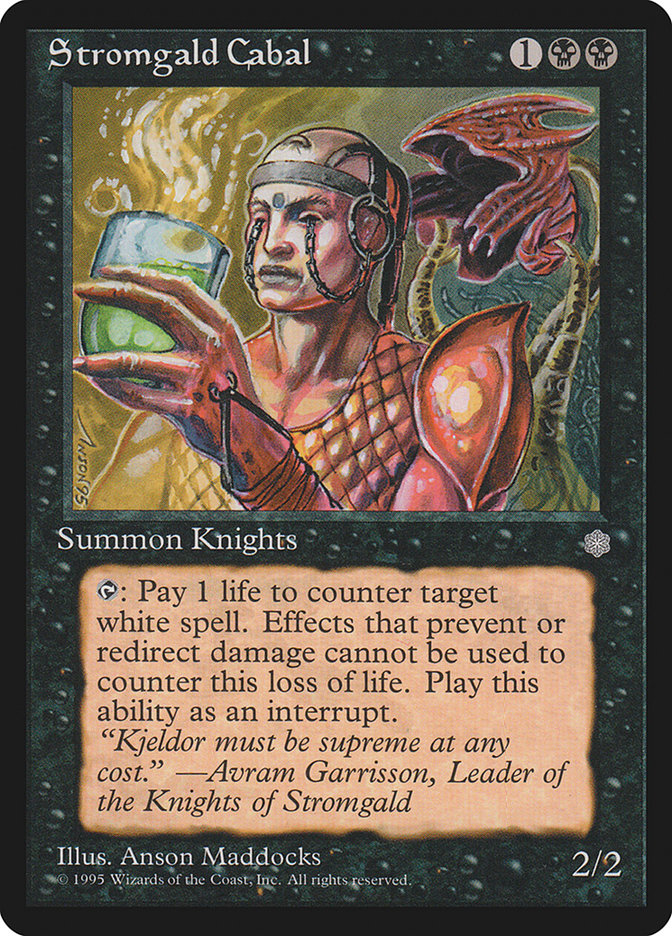 Stromgald Cabal
1
Anson95
Summon Knights
: Pay 1 life to counter target
white spell. Effects that prevent or
redirect damage cannot be used to
counter this loss of life. Play this
ability as an interrupt.
“Kjeldor must be supreme at any
cost.” —Avram Garrisson, Leader of
the Knights of Stromgald
Illus. Anson Maddocks
2/2
© 1995 Wizards of the Coast, Inc. All rights reserved.